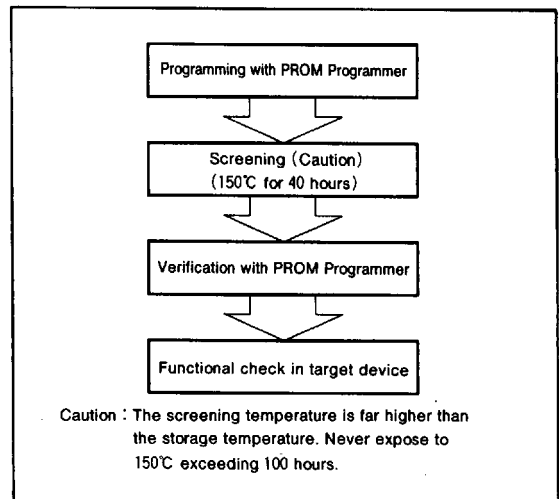 Programming with PROM Programmer
Screening (Caution)
(150℃ for 40 hours)
Verification with PROM Programmer
Functional check in target device
Caution : The screening temperature is far higher than
the storage temperature. Never expose to
150℃ exceeding 100 hours.